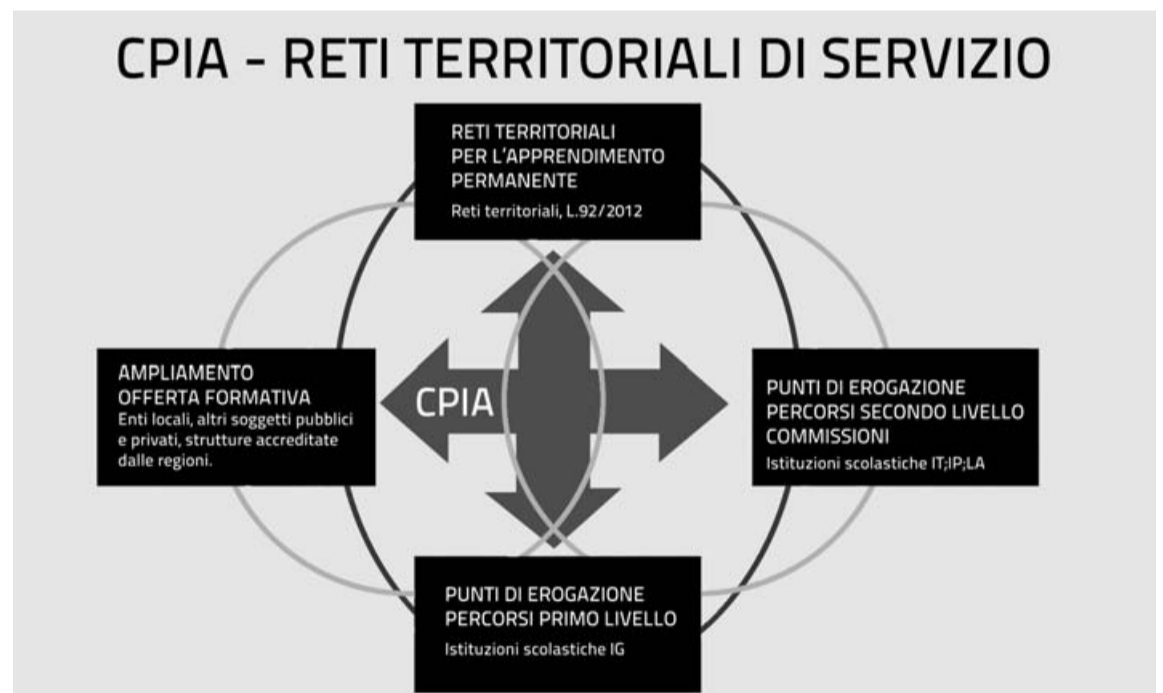 CPIA - RETI TERRITORIALI DI SERVIZIO
RETI TERRITORIALI
PER L'APPRENDIMENTO
PERMANENTE
Reti territoriali, L.92/2012
AMPLIAMENTO
OFFERTA FORMATIVA
Enti locali, altri soggetti pubblici
e privati, strutture accreditate
dalle regioni.
CPIA
PUNTI DI EROGAZIONE
PERCORSI SECONDO LIVELLO
COMMISSIONI
Istituzioni scolastiche IT;IP;LA
PUNTI DI EROGAZIONE
PERCORSI PRIMO LIVELLO
Istituzioni scolastiche IG